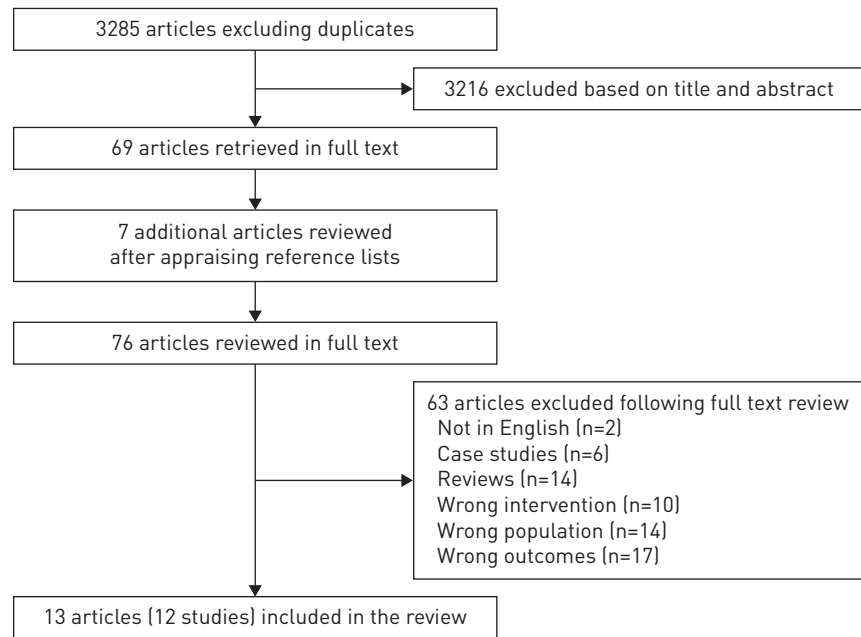 3285 articles excluding duplicates
3216 excluded based on title and abstract
69 articles retrieved in full text
7 additional articles reviewed
after appraising reference lists
76 articles reviewed in full text
63 articles excluded following full text review
Not in English (n=2)
Case studies (n=6)
Reviews (n=14)
Wrong intervention (n=10)
Wrong population (n=14)
Wrong outcomes (n=17)
13 articles (12 studies) included in the review